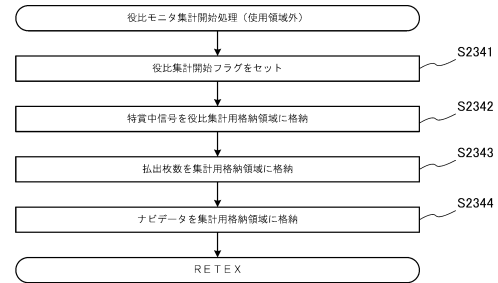 役比モニタ集計開始処理（使用領域外）
S2341
役比集計開始フラグをセット
S2342
特賞中信号を役比集計用格納領域に格納
S2343
払出枚数を集計用格納領域に格納
S2344
ナビデータを集計用格納領域に格納
ＲＥＴＥＸ